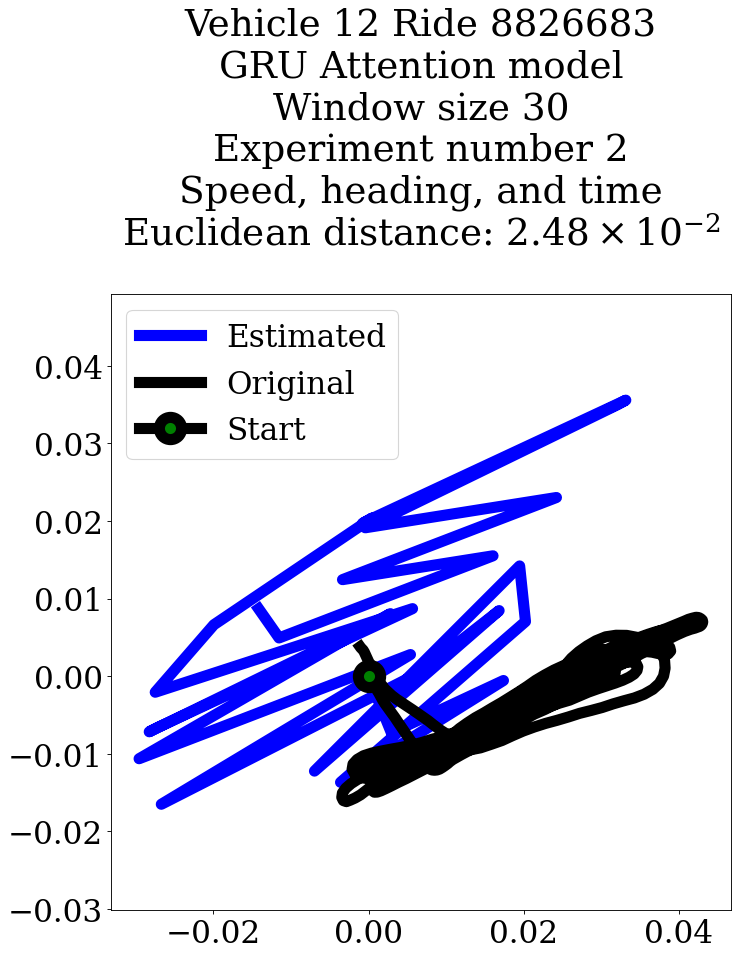 Vehicle 12 Ride 8826683
GRU Attention model
Window size 30
Experiment number 2
Speed, heading, and time
Euclidean distance: 2.48 × 10⁻²
Estimated
Original
Start
0.04
0.03
0.02
0.01
0.00
−0.01
−0.02
−0.03
−0.02 0.00 0.02 0.04